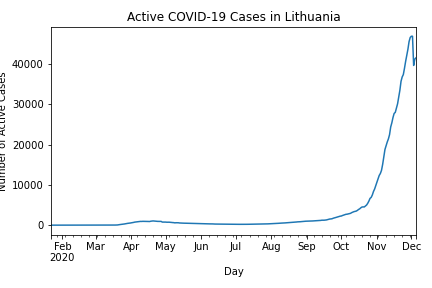 Active COVID-19 Cases in Lithuania
Number of Active Cases
40000
30000
20000
10000
0
Feb Mar Apr May Jun Jul Aug Sep Oct Nov Dec
2020
Day